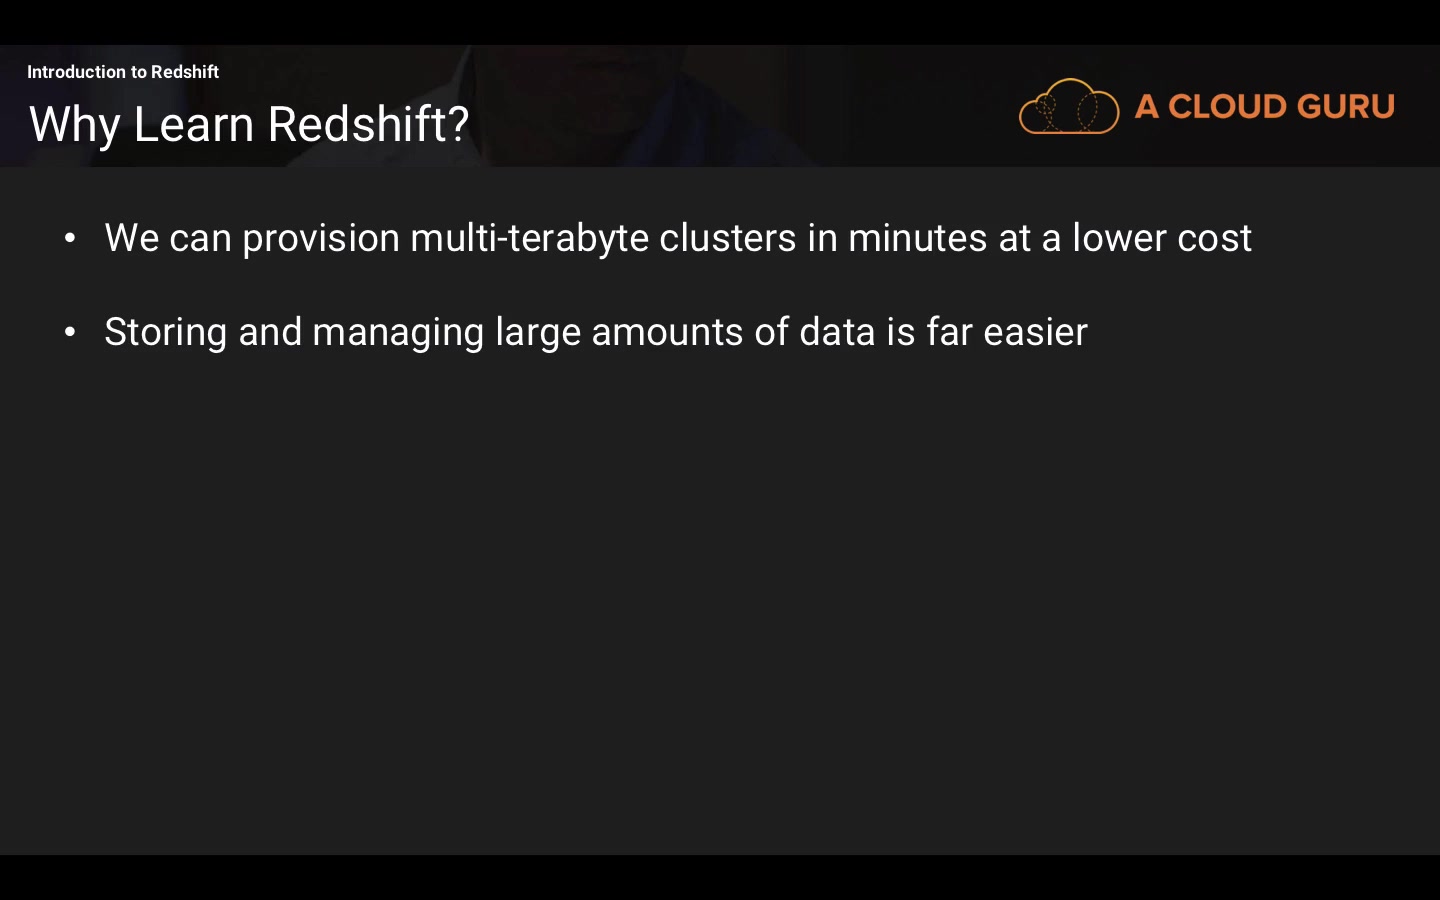 Introduction to Redshift
Why Learn Redshift?
A CLOUD GURU
• We can provision multi-terabyte clusters in minutes at a lower cost
• Storing and managing large amounts of data is far easier